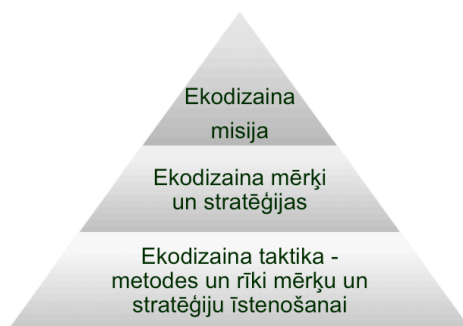 Ekodizaina
misija
Ekodizaina mērķi
un stratēģijas
Ekodizaina taktika -
metodes un rīki mērķu un
stratēģiju īstenošanai